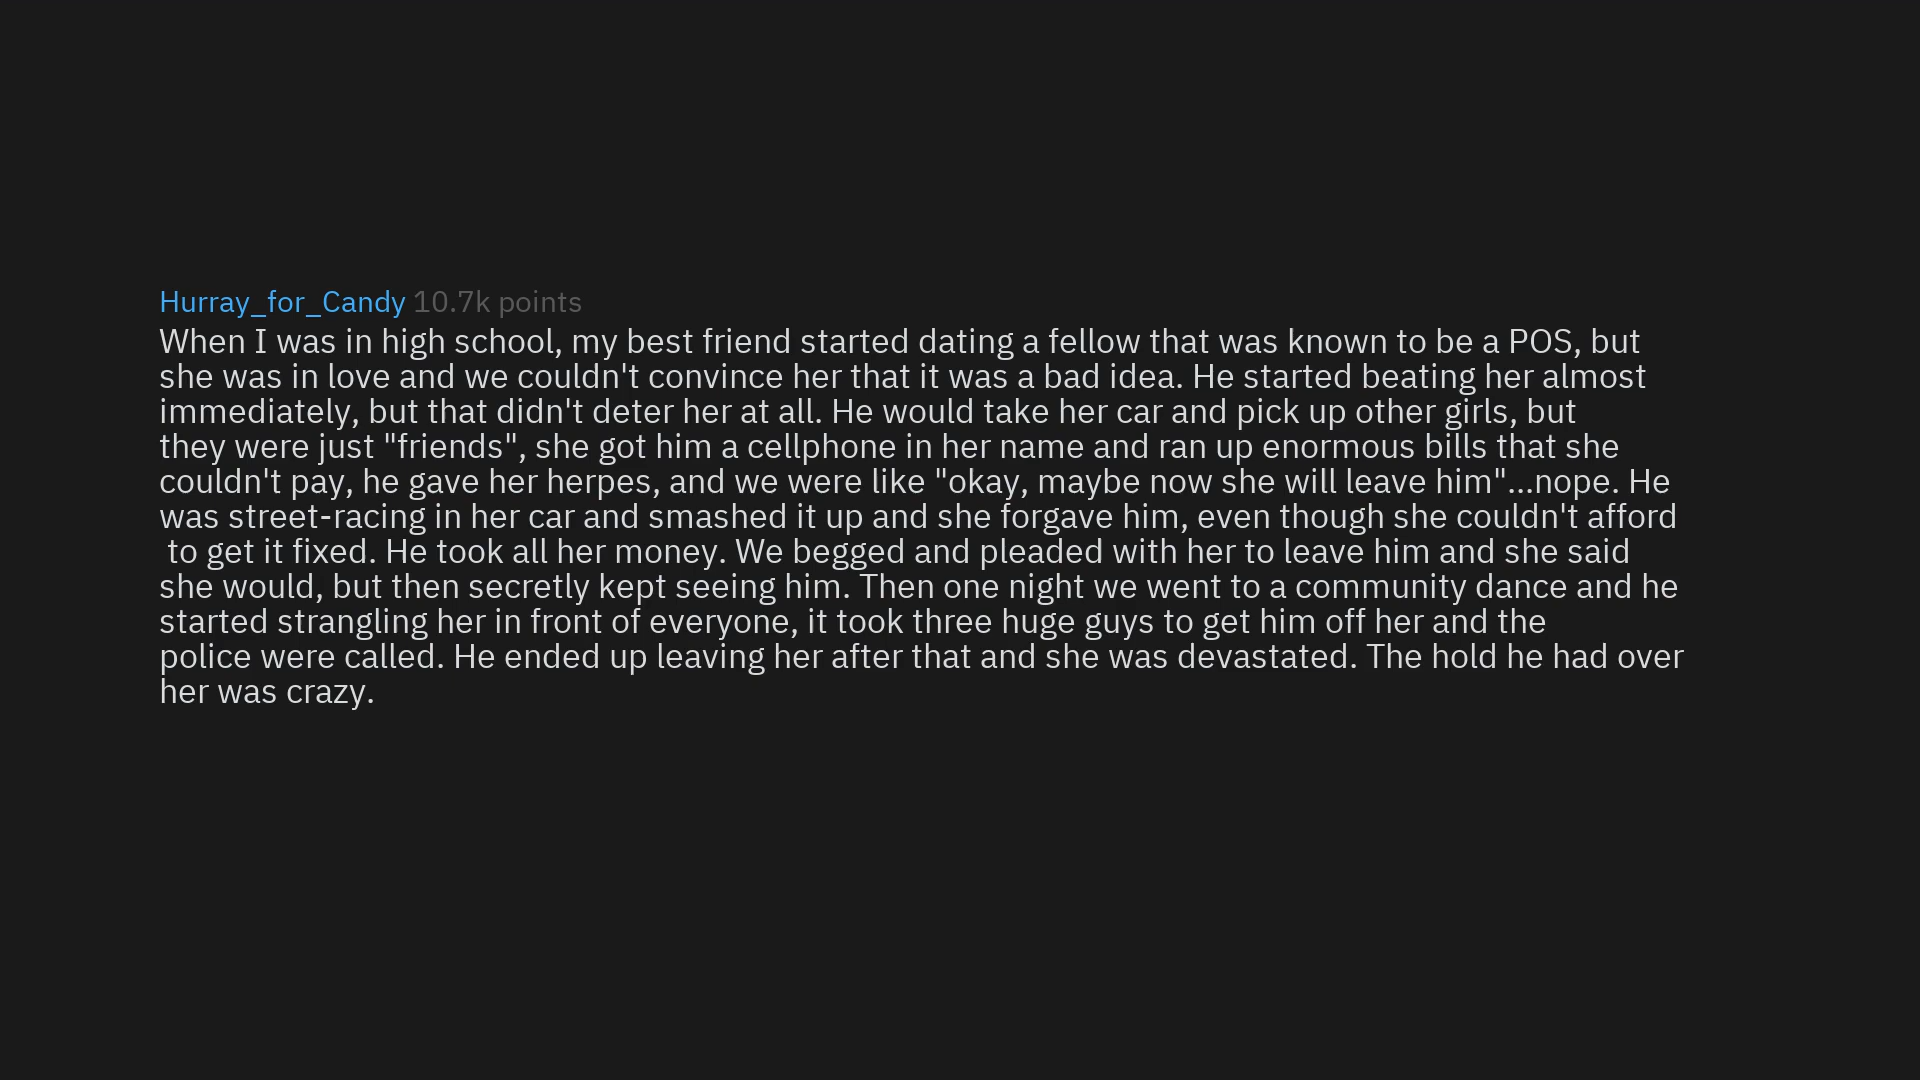 Hurray_for_Candy 10.7k points
When I was in high school, my best friend started dating a fellow that was known to be a POS, but
she was in love and we couldn't convince her that it was a bad idea. He started beating her almost
immediately, but that didn't deter her at all. He would take her car and pick up other girls, but
they were just "friends", she got him a cellphone in her name and ran up enormous bills that she
couldn't pay, he gave her herpes, and we were like "okay, maybe now she will leave him"...nope. He
was street-racing in her car and smashed it up and she forgave him, even though she couldn't afford
to get it fixed. He took all her money. We begged and pleaded with her to leave him and she said
she would, but then secretly kept seeing him. Then one night we went to a community dance and he
started strangling her in front of everyone, it took three huge guys to get him off her and the
police were called. He ended up leaving her after that and she was devastated. The hold he had over
her was crazy.